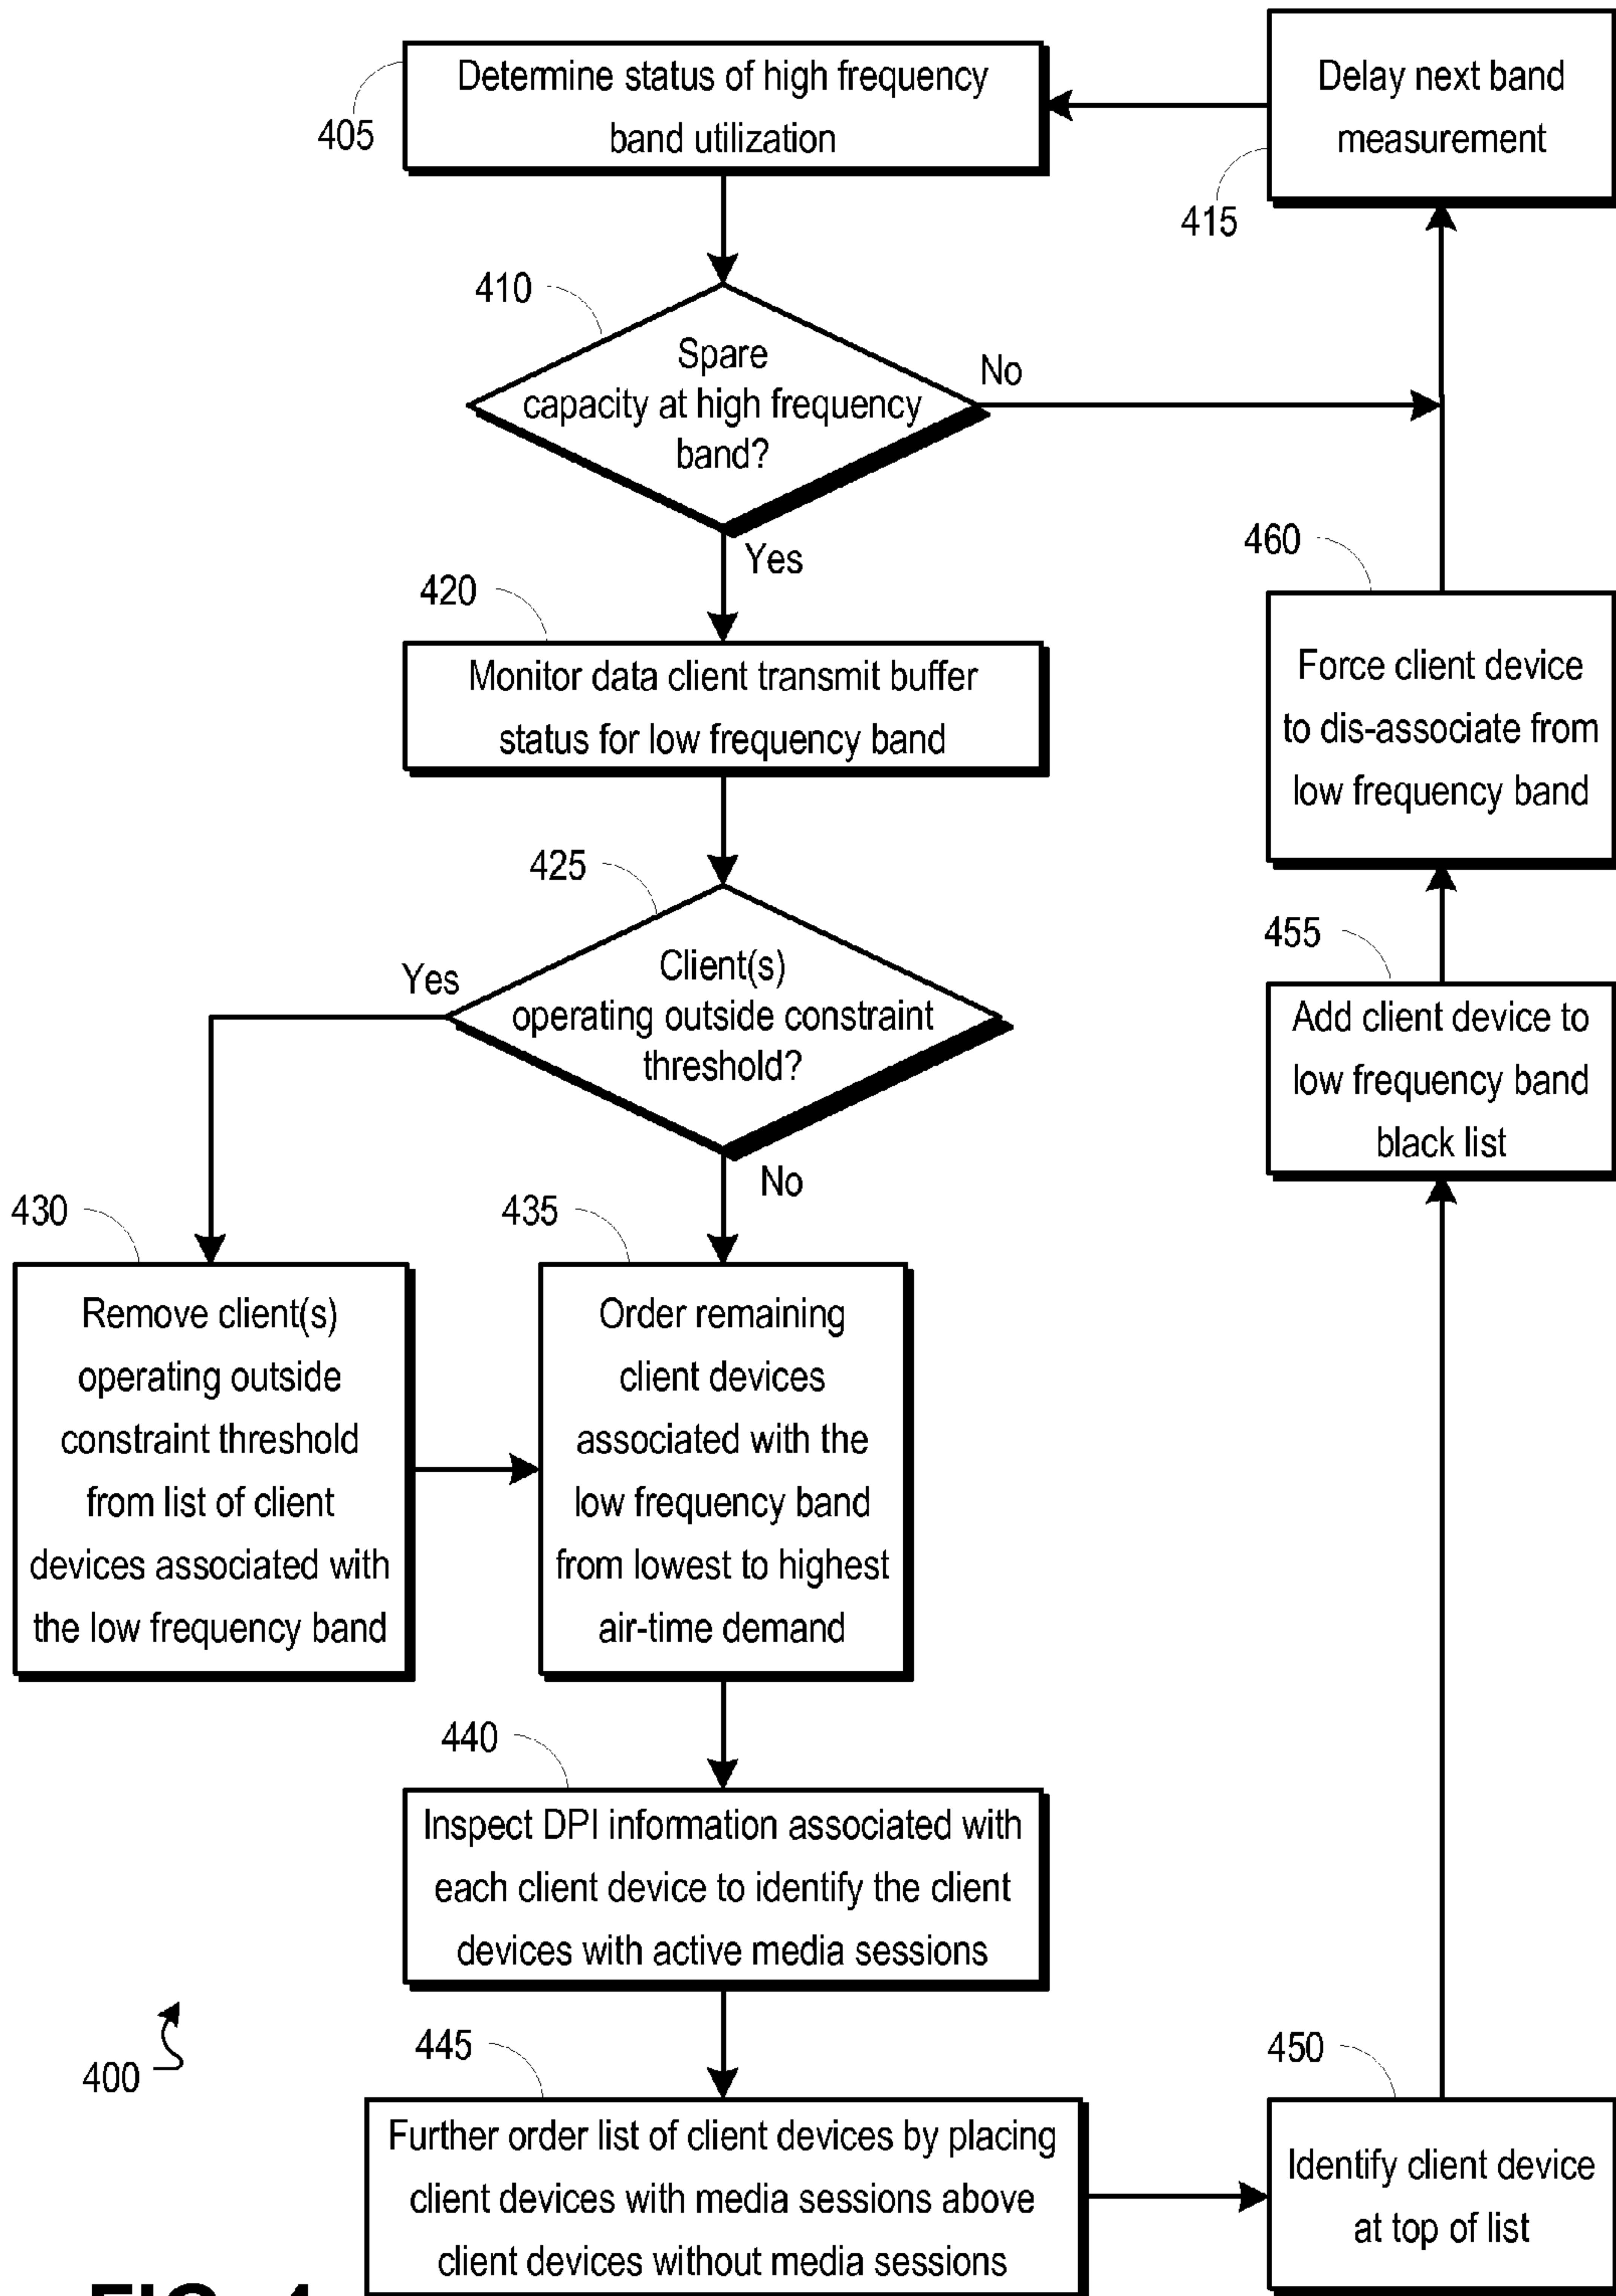 Determine status of high frequency
band utilization
405
Delay next band
measurement
415
410
Spare
capacity at high frequency
band?
No
Yes
420
Monitor data client transmit buffer
status for low frequency band
425
Client(s)
operating outside constraint
threshold?
Yes
No
430
Remove client(s)
operating outside
constraint threshold
from list of client
devices associated with
the low frequency band
435
Order remaining
client devices
associated with the
low frequency band
from lowest to highest
air-time demand
440
Inspect DPI information associated with
each client device to identify the client
devices with active media sessions
445
Further order list of client devices by placing
client devices with media sessions above
client devices without media sessions
450
Identify client device
at top of list
455
Add client device to
low frequency band
black list
460
Force client device
to dis-associate from
low frequency band
400
FIG. 4